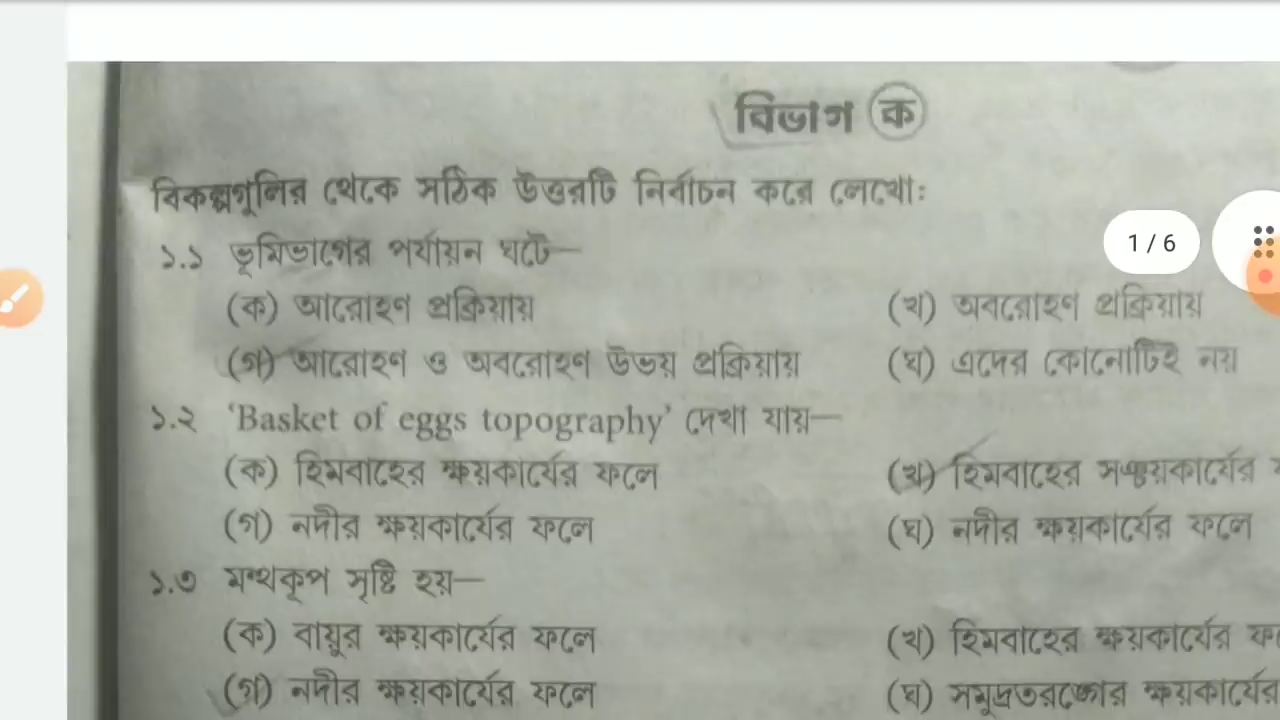 বিভাগ ক
বিকল্পগুলির থেকে সঠিক উত্তরটি নির্বাচন করে লেখো:
১.১ ভূমিভাগের পর্যায়ন ঘটে—
1 / 6
(ক) আরোহণ প্রক্রিয়ায় (খ) অবরোহণ প্রক্রিয়ায়
(গ) আরোহণ ও অবরোহণ উভয় প্রক্রিয়ায় (ঘ) এদের কোনোটিই নয়
১.২ ‘Basket of eggs topography’ দেখা যায়—
(ক) হিমবাহের ক্ষয়কার্যের ফলে (খ) হিমবাহের সঞ্চয়কার্যের
(গ) নদীর ক্ষয়কার্যের ফলে (ঘ) নদীর ক্ষয়কার্যের ফলে
১.৩ মন্থকূপ সৃষ্টি হয়—
(ক) বায়ুর ক্ষয়কার্যের ফলে (খ) হিমবাহের ক্ষয়কার্যের
(গ) নদীর ক্ষয়কার্যের ফলে (ঘ) সমুদ্রতরঙ্গের ক্ষয়কার্যের